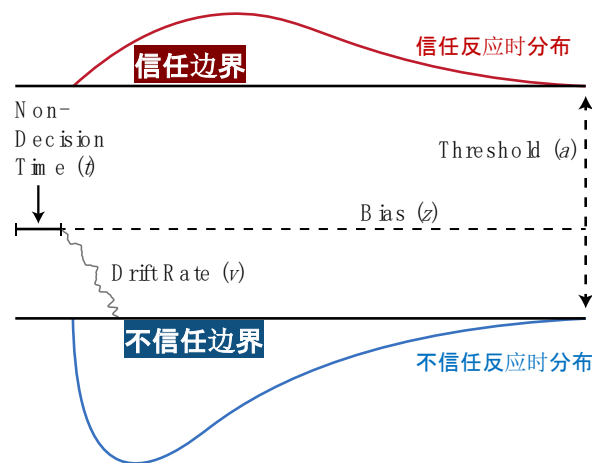 信任反应时分布
信任边界
Non-
Decision
Time (t)
Threshold (a)
Bias (z)
Drift Rate (v)
不信任边界
不信任反应时分布